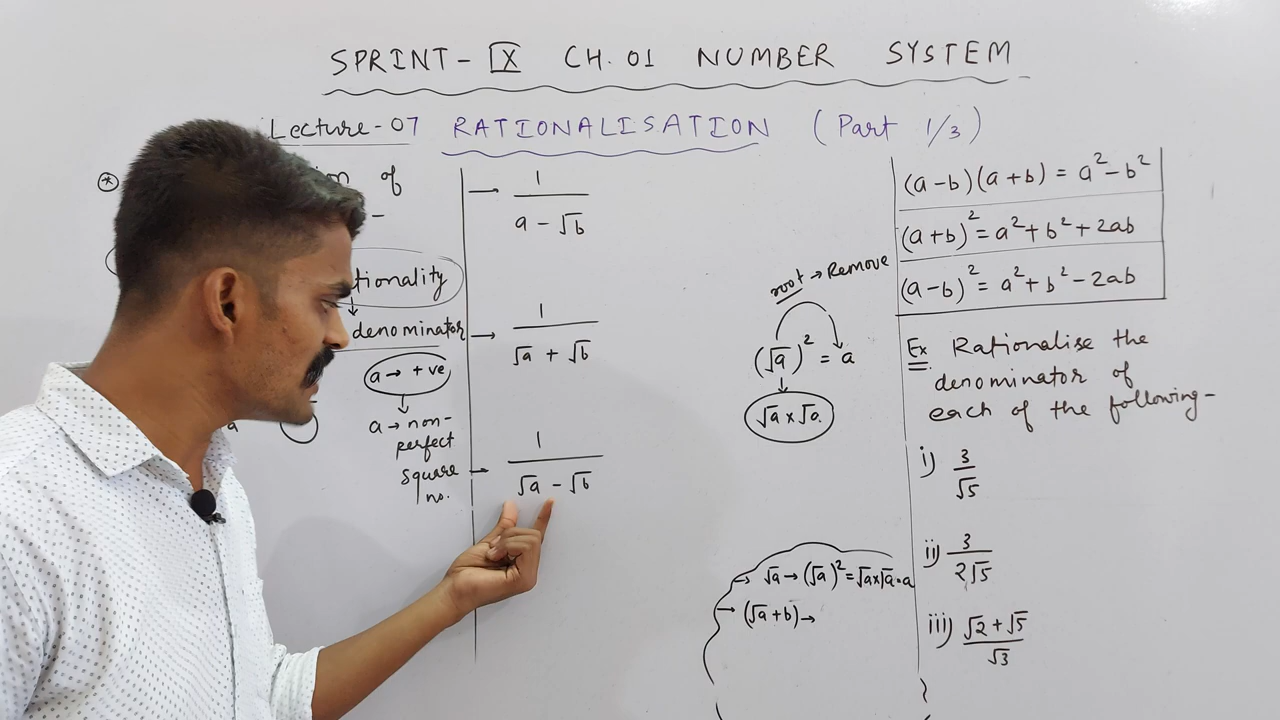 SPRINT - IX CH. 01 NUMBER SYSTEM
Lecture - 07 RATIONALISATION (Part 1/3)
of
denominator
a → +ve
a → non-
perfect
square
no.
→ 1
a - √b
→ 1
√a + √b
→ 1
√a - √b
root → Remove
(√a)² = a
√a × √a
→ √a → (√a)² = √a×√a = a
→ (√a + b) →
(a - b)(a + b) = a² - b²
(a + b)² = a² + b² + 2ab
(a - b)² = a² + b² - 2ab
Ex Rationalise the
denominator of
each of the following -
i) 3
√5
ii) 3
2√5
iii) √2 + √5
√3